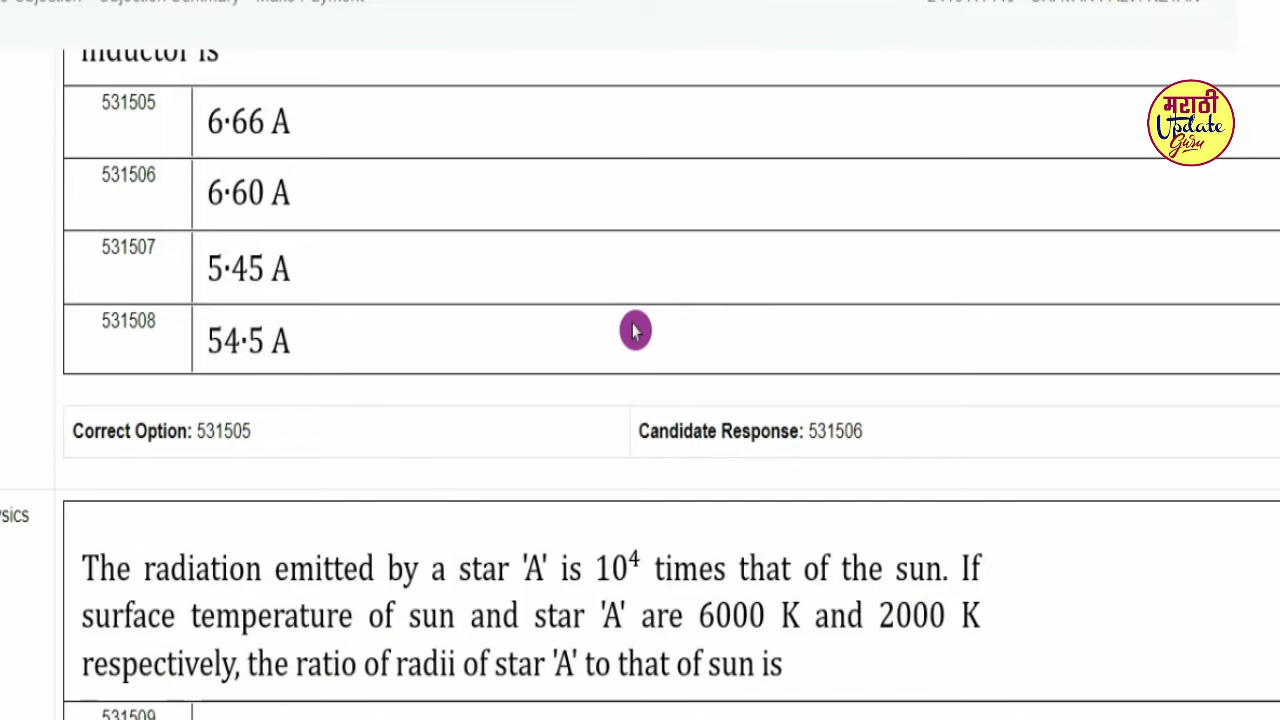 inductor is
531505
6·66 A
मराठी
Update
Guru
531506
6·60 A
531507
5·45 A
531508
54·5 A
Correct Option: 531505
Candidate Response: 531506
The radiation emitted by a star 'A' is 10⁴ times that of the sun. If
surface temperature of sun and star 'A' are 6000 K and 2000 K
respectively, the ratio of radii of star 'A' to that of sun is
531509